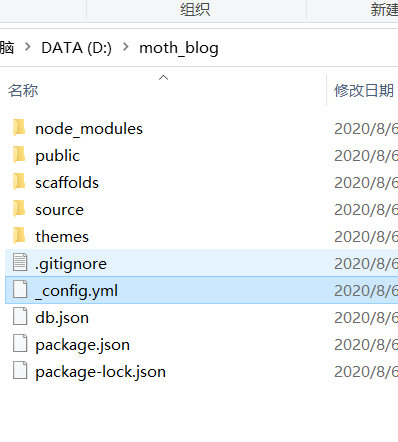 组织
新建
脑 > DATA (D:) > moth_blog
名称 修改日期
node_modules 2020/8/6
public 2020/8/6
scaffolds 2020/8/6
source 2020/8/6
themes 2020/8/6
.gitignore 2020/8/6
_config.yml 2020/8/6
db.json 2020/8/6
package.json 2020/8/6
package-lock.json 2020/8/6